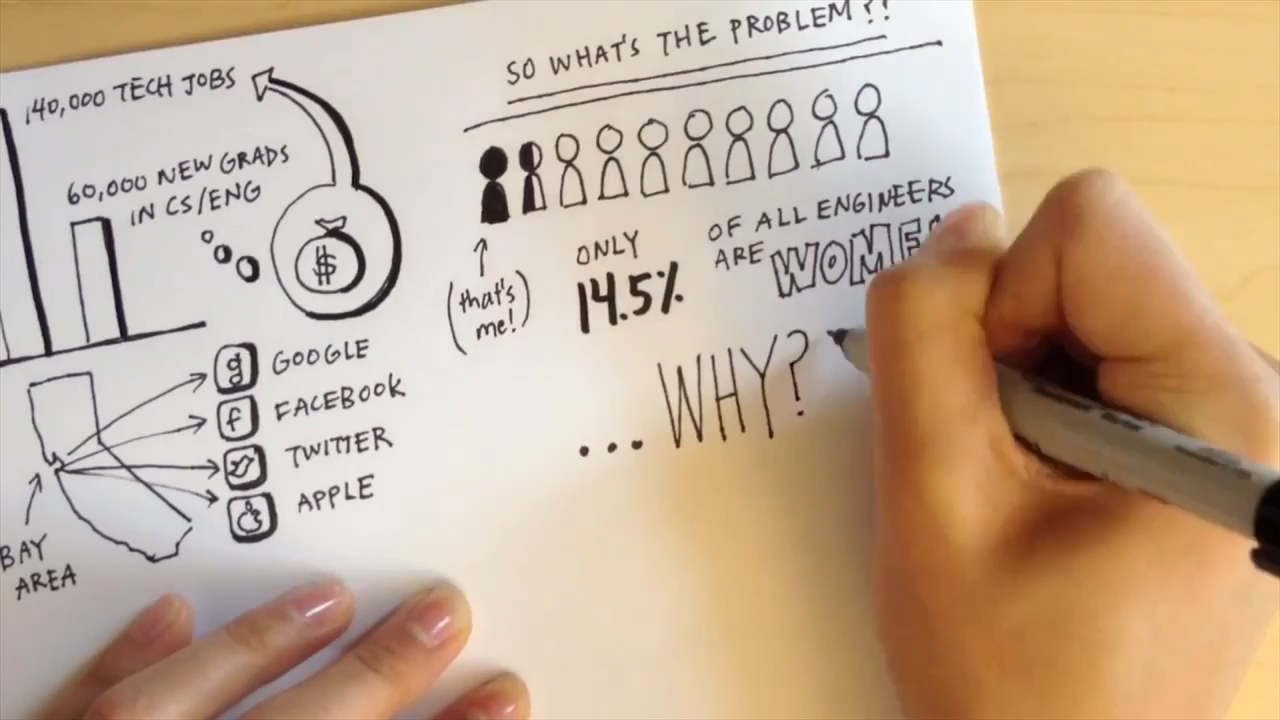 140,000 TECH JOBS
60,000 NEW GRADS
IN CS/ENG
$
g GOOGLE
f FACEBOOK
TWITTER
APPLE
BAY
AREA
SO WHAT'S THE PROBLEM?!
(that's
me!)
ONLY
14.5%
OF ALL ENGINEERS
ARE WOME
... WHY?